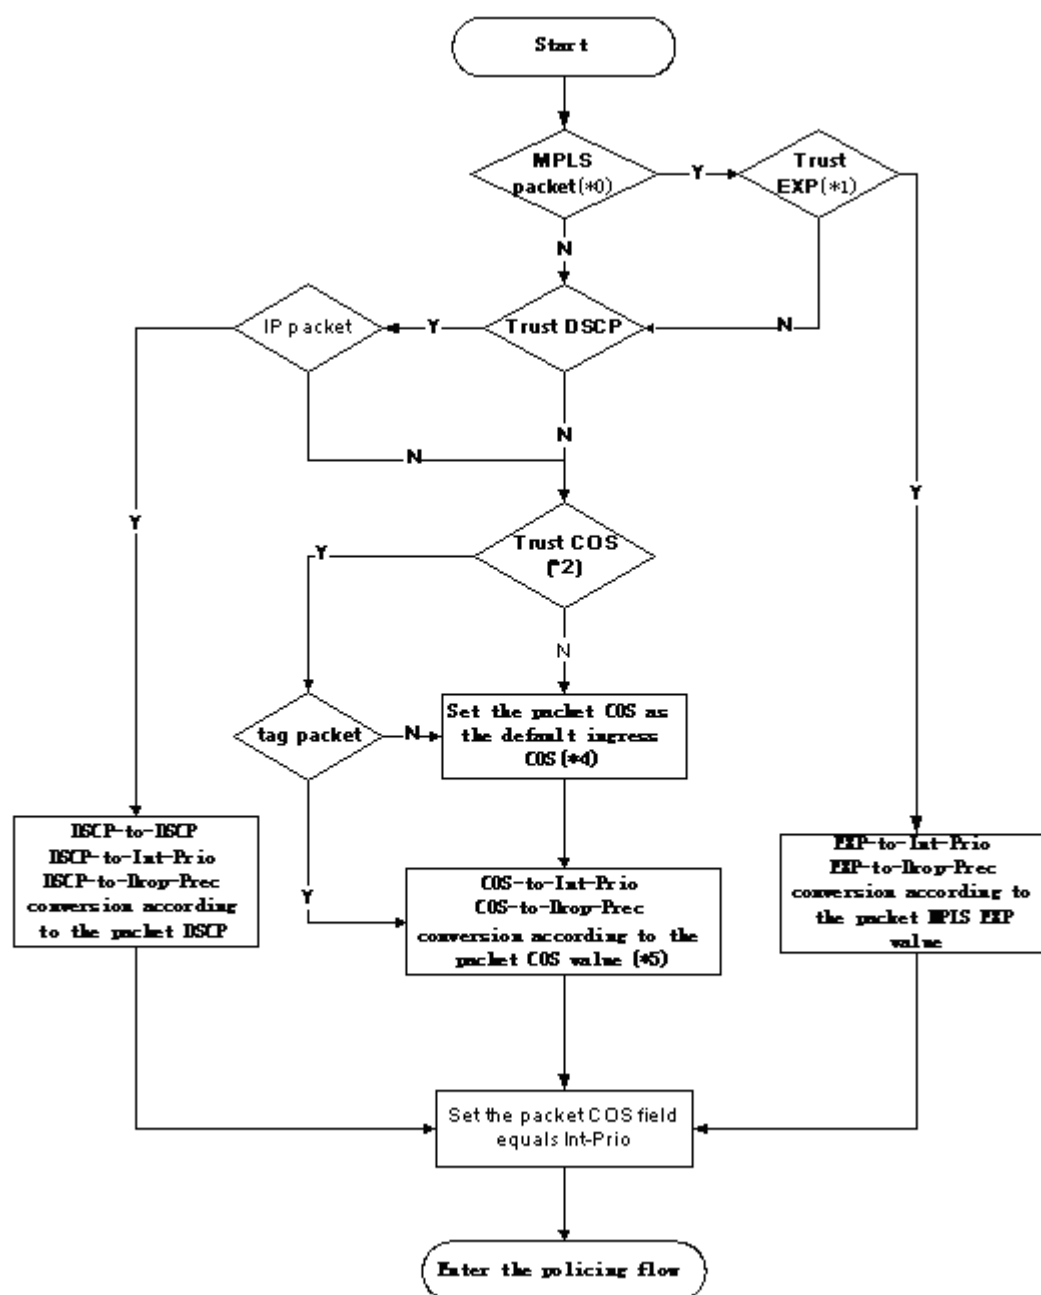 Start
MPLS
packet(*0)
Y
Trust
EXP(*1)
N
IP packet
Y
Trust DSCP
N
N
N
Y
Y
Trust COS
(*2)
Y
N
tag packet
N
Set the packet COS as
the default ingress
COS(*4)
DSCP-to-DSCP
DSCP-to-Int-Prio
DSCP-to-Drop-Prec
conversion according
to the packet DSCP
Y
COS-to-Int-Prio
COS-to-Drop-Prec
conversion according to the
packet COS value (*5)
EXP-to-Int-Prio
EXP-to-Drop-Prec
conversion according to
the packet MPLS EXP
value
Set the packet COS field
equals Int-Prio
Enter the policing flow